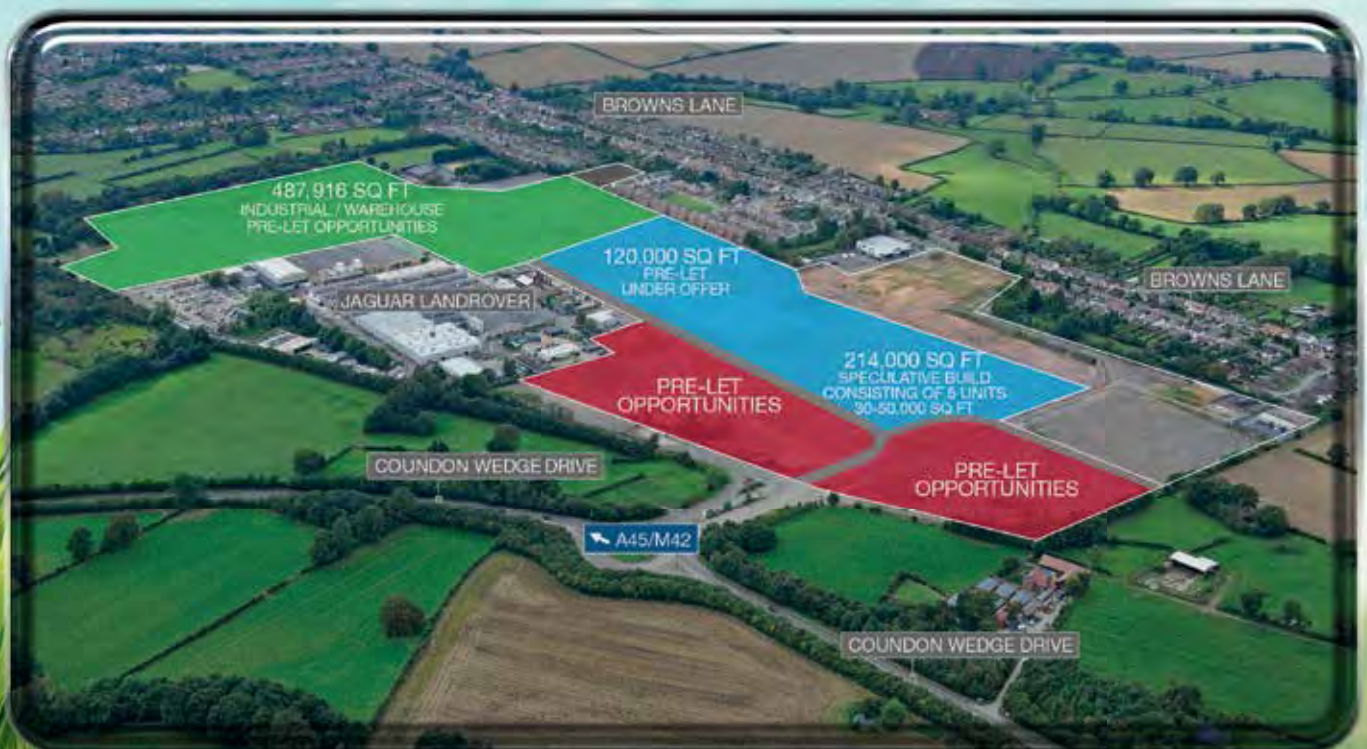 BROWNS LANE
487,916 SQ FT
INDUSTRIAL / WAREHOUSE
PRE-LET OPPORTUNITIES
120,000 SQ FT
PRE-LET
UNDER OFFER
BROWNS LANE
JAGUAR LANDROVER
214,000 SQ FT
SPECULATIVE BUILD
CONSISTING OF 5 UNITS
30-50,000 SQ FT
PRE-LET
OPPORTUNITIES
COUNDON WEDGE DRIVE
PRE-LET
OPPORTUNITIES
A45/M42
COUNDON WEDGE DRIVE